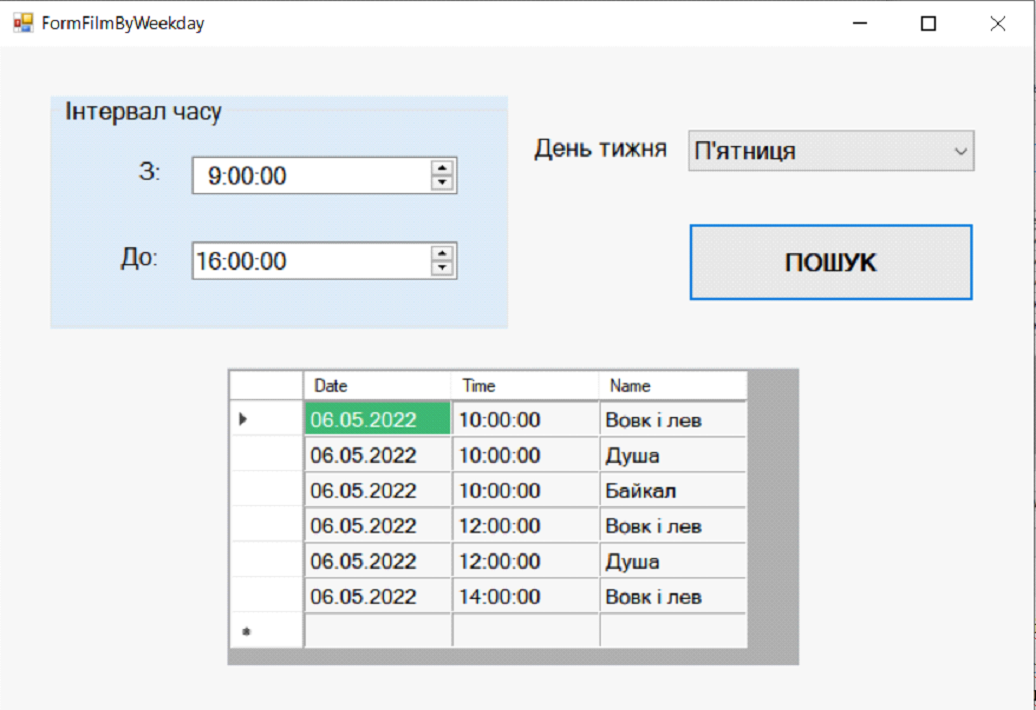 FormFilmByWeekday
Інтервал часу
З: 9:00:00
До: 16:00:00
День тижня П'ятниця
ПОШУК
Date Time Name
06.05.2022 10:00:00 Вовк і лев
06.05.2022 10:00:00 Душа
06.05.2022 10:00:00 Байкал
06.05.2022 12:00:00 Вовк і лев
06.05.2022 12:00:00 Душа
06.05.2022 14:00:00 Вовк і лев